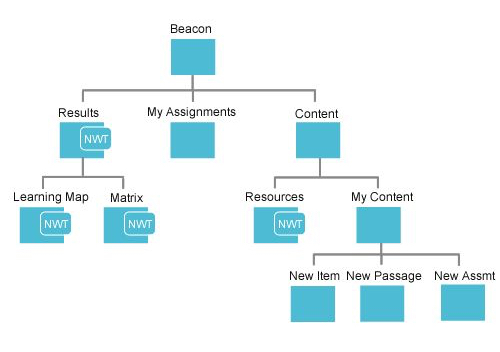 Beacon
Results
My Assignments
Content
NWT
Learning Map
Matrix
Resources
My Content
NWT
NWT
NWT
New Item
New Passage
New Assmt